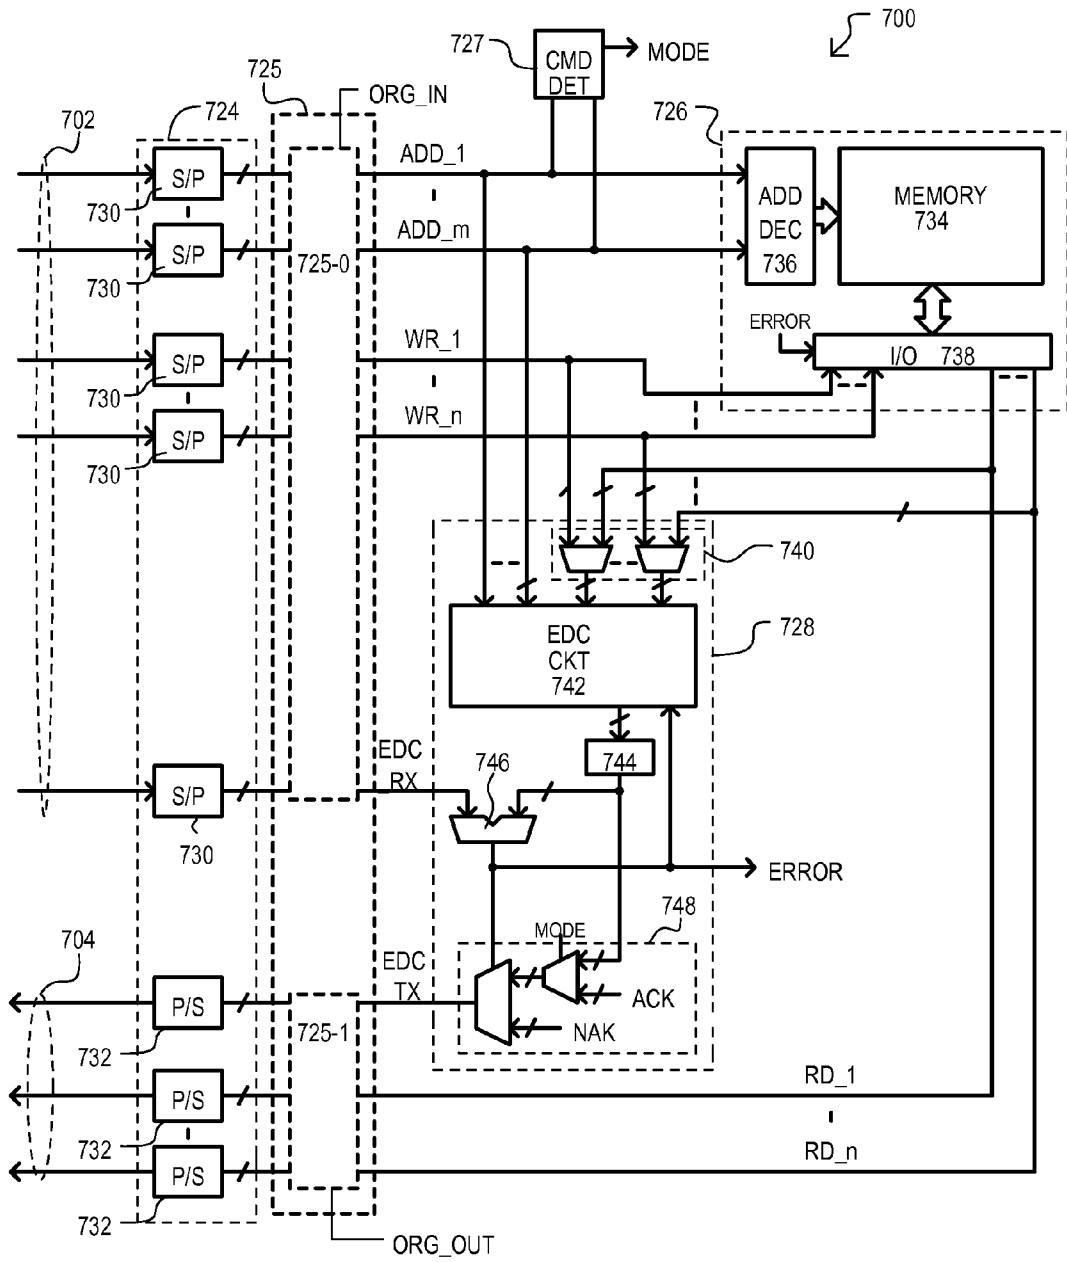 700
727
CMD
DET
MODE
725
ORG_IN
724
702
726
S/P
730
ADD_1
ADD
DEC
736
MEMORY
734
S/P
730
ADD_m
725-0
ERROR
S/P
730
WR_1
I/O 738
S/P
730
WR_n
740
EDC
CKT
742
728
744
EDC
RX
746
S/P
730
ERROR
748
MODE
704
EDC
TX
ACK
NAK
P/S
732
725-1
P/S
732
RD_1
P/S
732
RD_n
ORG_OUT